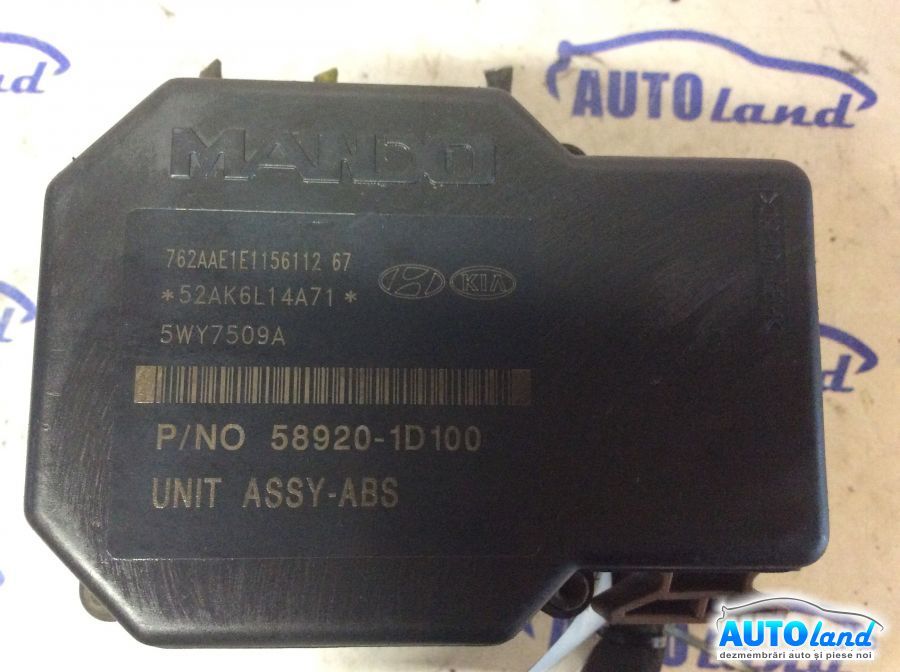 AUTOland
land
MANDO
762AAE1E1156112 67
*52AK6L14A71*
KIA
5WY7509A
P/NO 58920-1D100
UNIT ASSY-ABS
AUTOland
dezmembrări auto și piese noi